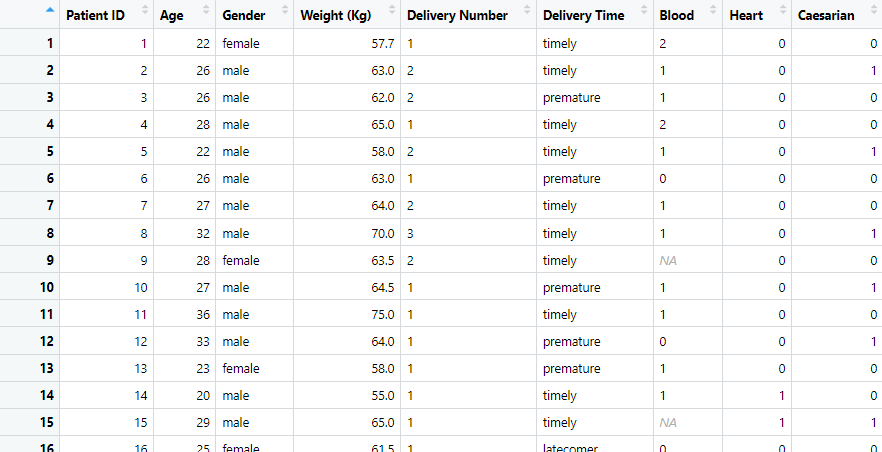 Patient ID Age Gender Weight (Kg) Delivery Number Delivery Time Blood Heart Caesarian
1 1 22 female 57.7 1 timely 2 0 0
2 2 26 male 63.0 2 timely 1 0 1
3 3 26 male 62.0 2 premature 1 0 0
4 4 28 male 65.0 1 timely 2 0 0
5 5 22 male 58.0 2 timely 1 0 1
6 6 26 male 63.0 1 premature 0 0 0
7 7 27 male 64.0 2 timely 1 0 0
8 8 32 male 70.0 3 timely 1 0 1
9 9 28 female 63.5 2 timely NA 0 0
10 10 27 male 64.5 1 premature 1 0 1
11 11 36 male 75.0 1 timely 1 0 0
12 12 33 male 64.0 1 premature 0 0 1
13 13 23 female 58.0 1 premature 1 0 0
14 14 20 male 55.0 1 timely 1 1 0
15 15 29 male 65.0 1 timely NA 1 1
16 16 25 female 61.5 1 latecomer 0 0 0